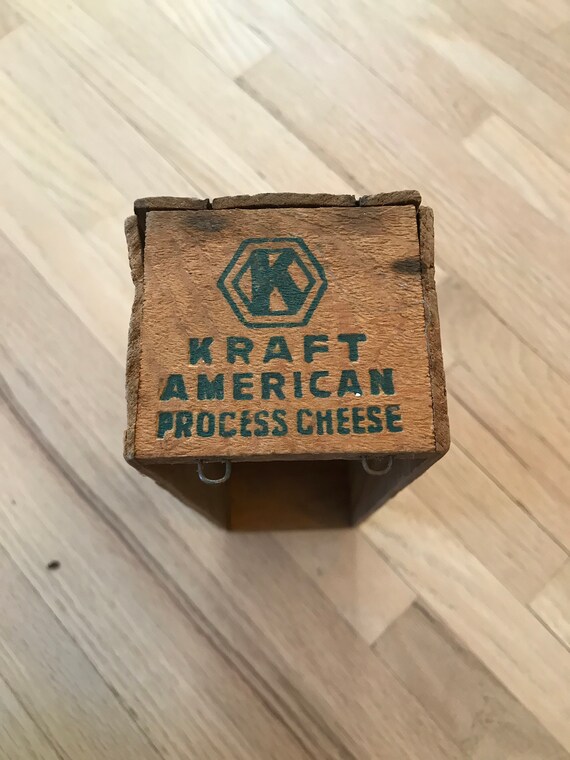 K
KRAFT
AMERICAN
PROCESS CHEESE